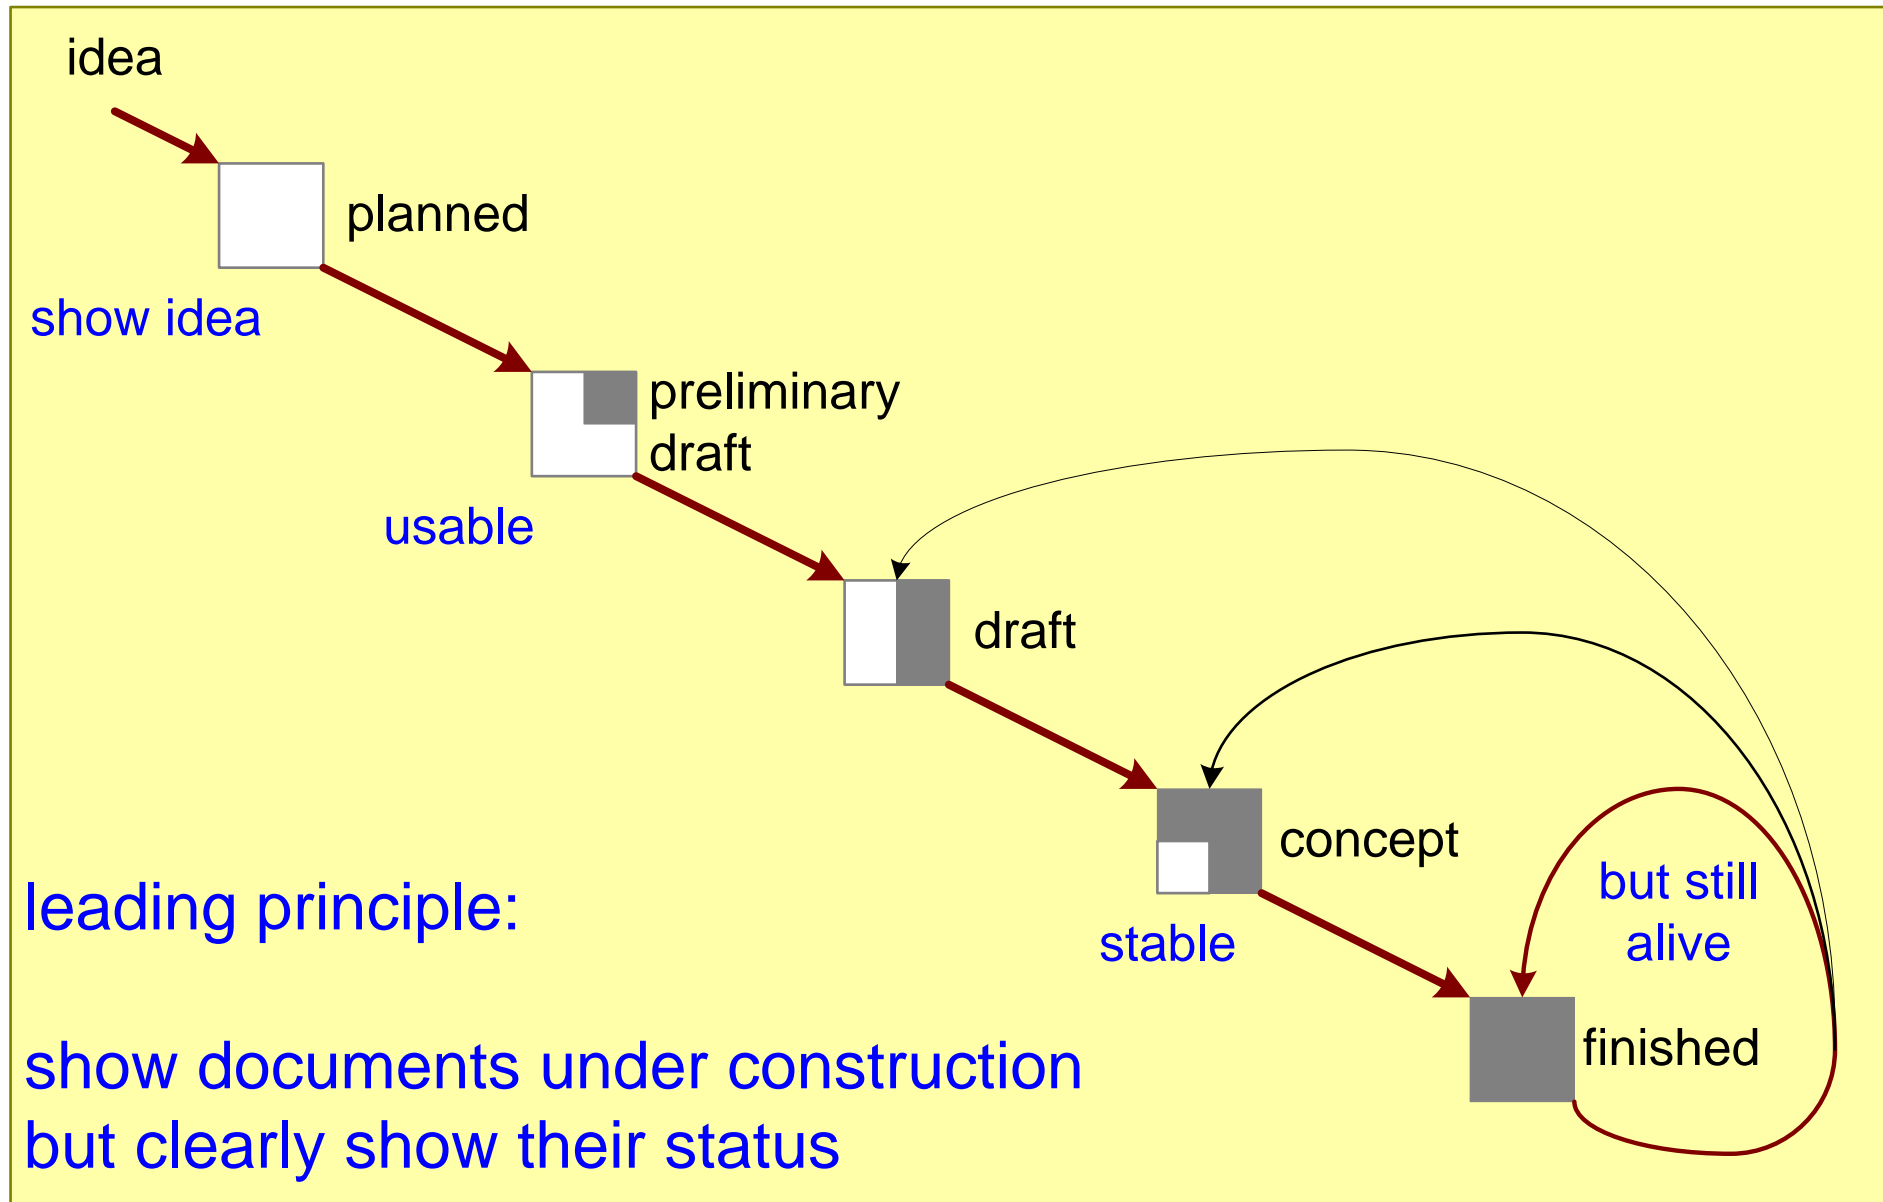 idea
planned
show idea
preliminary
draft
usable
draft
concept
stable
but still
alive
finished
leading principle:
show documents under construction
but clearly show their status